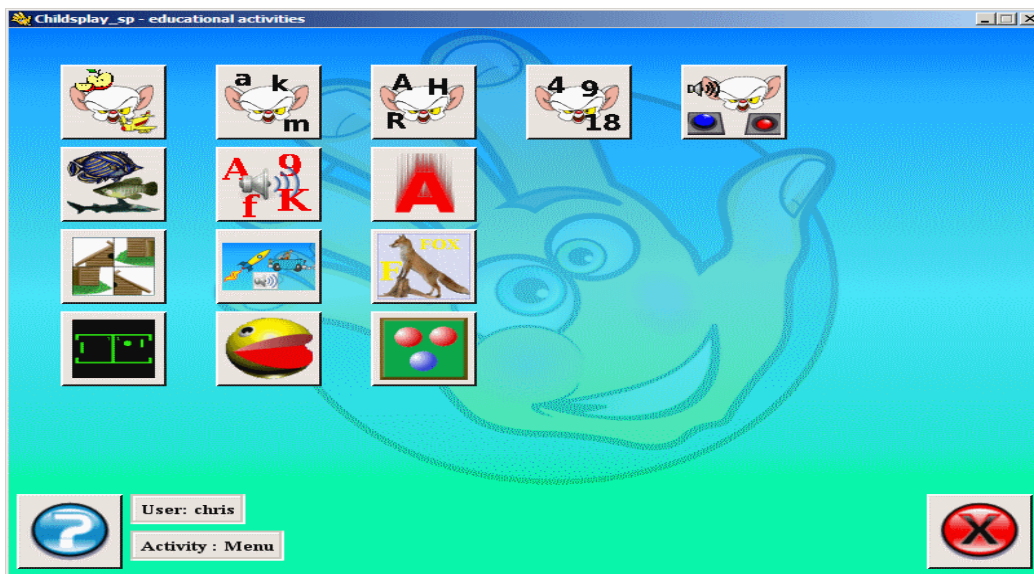 Childsplay_sp - educational activities
a k m
A H R
4 9 18
A 9 f K
A
FOX
F
User: chris
Activity : Menu
?
X